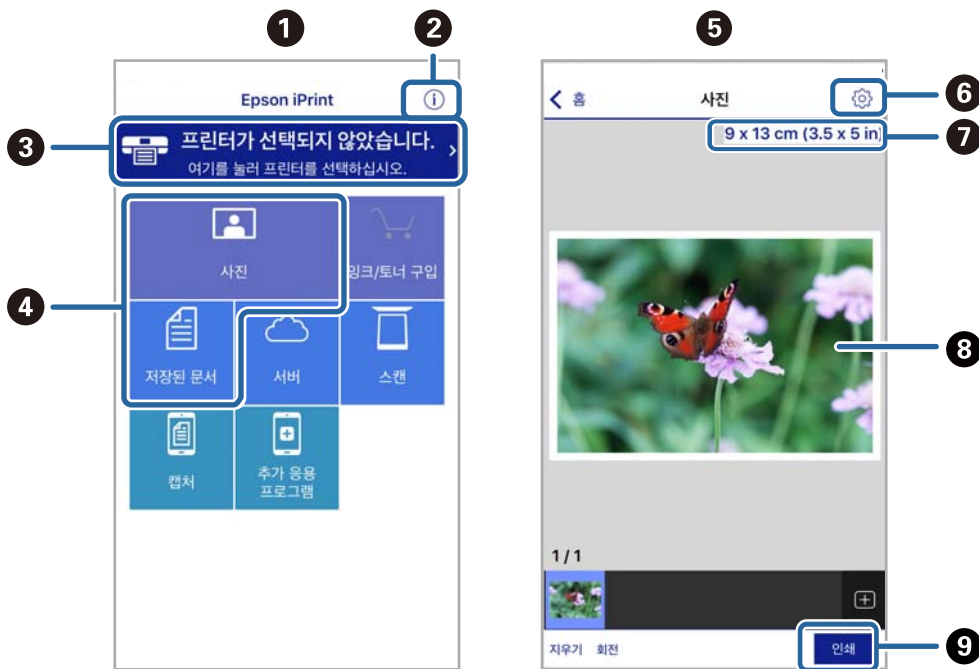 1
2
Epson iPrint
3
프린터가 선택되지 않았습니다.
여기를 눌러 프린터를 선택하십시오.
4
사진
잉크/토너 구입
저장된 문서
서버
스캔
캡처
추가 응용
프로그램
5
홈
사진
6
9 x 13 cm (3.5 x 5 in)
7
8
1/1
지우기 회전
인쇄
9